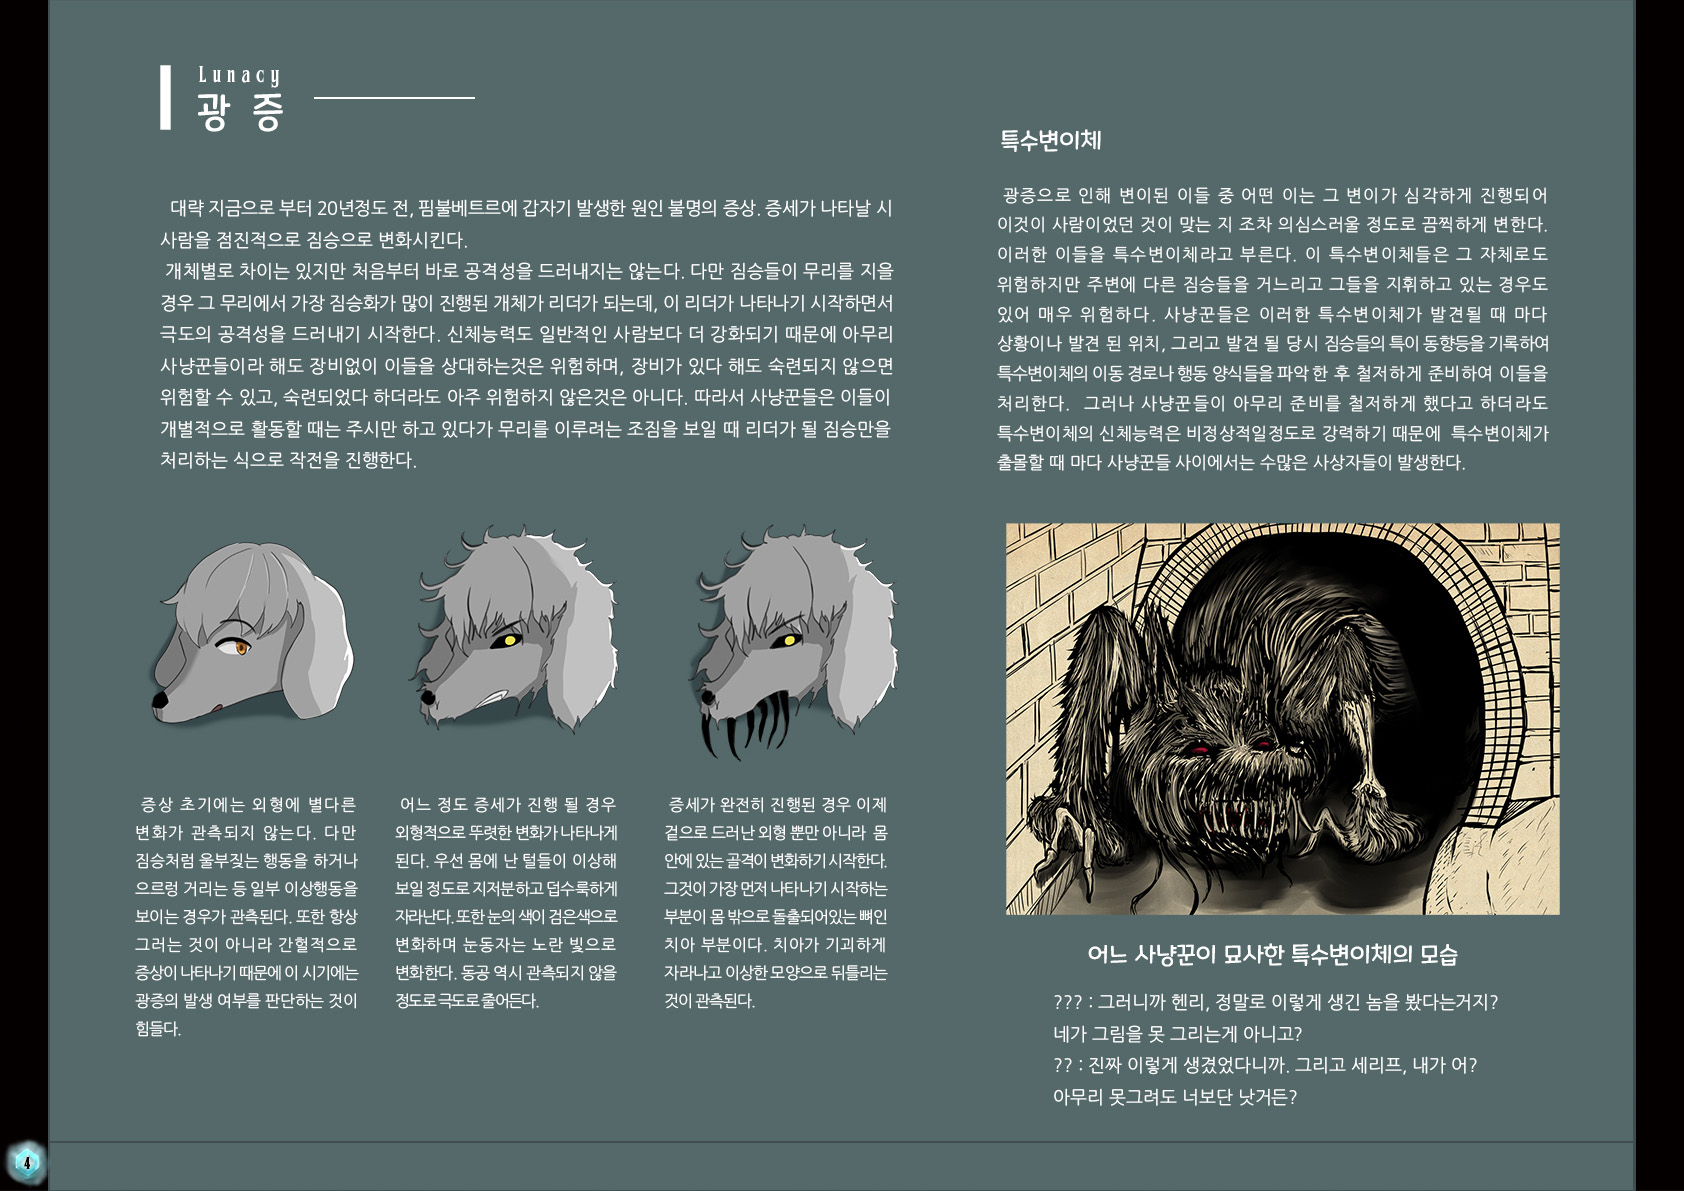 Lunacy
광 증
대략 지금으로 부터 20년정도 전, 핌불베트르에 갑자기 발생한 원인 불명의 증상. 증세가 나타날 시
사람을 점진적으로 짐승으로 변화시킨다.
개체별로 차이는 있지만 처음부터 바로 공격성을 드러내지는 않는다. 다만 짐승들이 무리를 지을
경우 그 무리에서 가장 짐승화가 많이 진행된 개체가 리더가 되는데, 이 리더가 나타나기 시작하면서
극도의 공격성을 드러내기 시작한다. 신체능력도 일반적인 사람보다 더 강화되기 때문에 아무리
사냥꾼들이라 해도 장비없이 이들을 상대하는것은 위험하며, 장비가 있다 해도 숙련되지 않으면
위험할 수 있고, 숙련되었다 하더라도 아주 위험하지 않은것은 아니다. 따라서 사냥꾼들은 이들이
개별적으로 활동할 때는 주시만 하고 있다가 무리를 이루려는 조짐을 보일 때 리더가 될 짐승만을
처리하는 식으로 작전을 진행한다.
증상 초기에는 외형에 별다른
변화가 관측되지 않는다. 다만
짐승처럼 울부짖는 행동을 하거나
으르렁 거리는 등 일부 이상행동을
보이는 경우가 관측된다. 또한 항상
그러는 것이 아니라 간헐적으로
증상이 나타나기 때문에 이 시기에는
광증의 발생 여부를 판단하는 것이
힘들다.
어느 정도 증세가 진행 될 경우
외형적으로 뚜렷한 변화가 나타나게
된다. 우선 몸에 난 털들이 이상해
보일 정도로 지저분하고 덥수룩하게
자라난다. 또한 눈의 색이 검은색으로
변화하며 눈동자는 노란 빛으로
변화한다. 동공 역시 관측되지 않을
정도로 극도로 줄어든다.
증세가 완전히 진행된 경우 이제
겉으로 드러난 외형 뿐만 아니라 몸
안에 있는 골격이 변화하기 시작한다.
그것이 가장 먼저 나타나기 시작하는
부분이 몸 밖으로 돌출되어있는 뼈인
치아 부분이다. 치아가 기괴하게
자라나고 이상한 모양으로 뒤틀리는
것이 관측된다.
특수변이체
광증으로 인해 변이된 이들 중 어떤 이는 그 변이가 심각하게 진행되어
이것이 사람이었던 것이 맞는 지 조차 의심스러울 정도로 끔찍하게 변한다.
이러한 이들을 특수변이체라고 부른다. 이 특수변이체들은 그 자체로도
위험하지만 주변에 다른 짐승들을 거느리고 그들을 지휘하고 있는 경우도
있어 매우 위험하다. 사냥꾼들은 이러한 특수변이체가 발견될 때 마다
상황이나 발견 된 위치, 그리고 발견 될 당시 짐승들의 특이 동향등을 기록하여
특수변이체의 이동 경로나 행동 양식들을 파악 한 후 철저하게 준비하여 이들을
처리한다. 그러나 사냥꾼들이 아무리 준비를 철저하게 했다고 하더라도
특수변이체의 신체능력은 비정상적일정도로 강력하기 때문에 특수변이체가
출몰할 때 마다 사냥꾼들 사이에서는 수많은 사상자들이 발생한다.
어느 사냥꾼이 묘사한 특수변이체의 모습
??? : 그러니까 헨리, 정말로 이렇게 생긴 놈을 봤다는거지?
네가 그림을 못 그리는게 아니고?
?? : 진짜 이렇게 생겼었다니까. 그리고 세리프, 내가 어?
아무리 못그려도 너보단 낫거든?
4